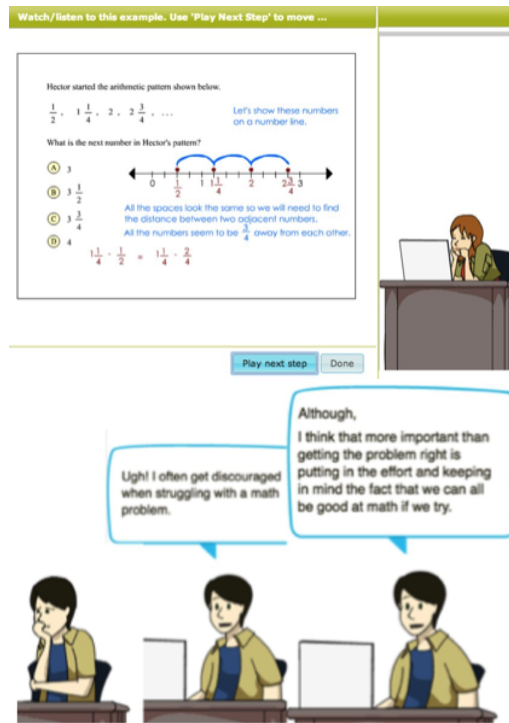 Watch/listen to this example. Use 'Play Next Step' to move ...
Hector started the arithmetic pattern shown below.
1/2 , 1 1/4 , 2 , 2 3/4 , ...
Let's show these numbers
on a number line.
What is the next number in Hector's pattern?
A 3
B 3 1/2
C 3 3/4
D 4
0 1/2 1 1 1/4 2 2 3/4 3
All the spaces look the same so we will need to find
the distance between two adjacent numbers.
All the numbers seem to be 3/4 away from each other.
1 1/4 - 1/2 = 1 1/4 - 2/4
Play next step
Done
Ugh! I often get discouraged
when struggling with a math
problem.
Although,
I think that more important than
getting the problem right is
putting in the effort and keeping
in mind the fact that we can all
be good at math if we try.